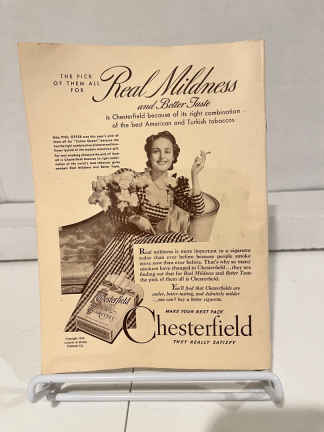 THE PICK
OF THEM ALL
FOR
Real Mildness
and Better Taste
is Chesterfield because of its right combination
of the best American and Turkish tobaccos
Real mildness is more important in a cigarette
today than ever before because people smoke
more now than ever before. That's why so many
smokers have changed to Chesterfield...they are
finding out that for Real Mildness and Better Taste
the pick of them all is Chesterfield.
You'll find that Chesterfields are
cooler, better-tasting, and definitely milder
...you can't buy a better cigarette.
MAKE YOUR NEXT PACK
Chesterfield
THEY REALLY SATISFY
Chesterfield